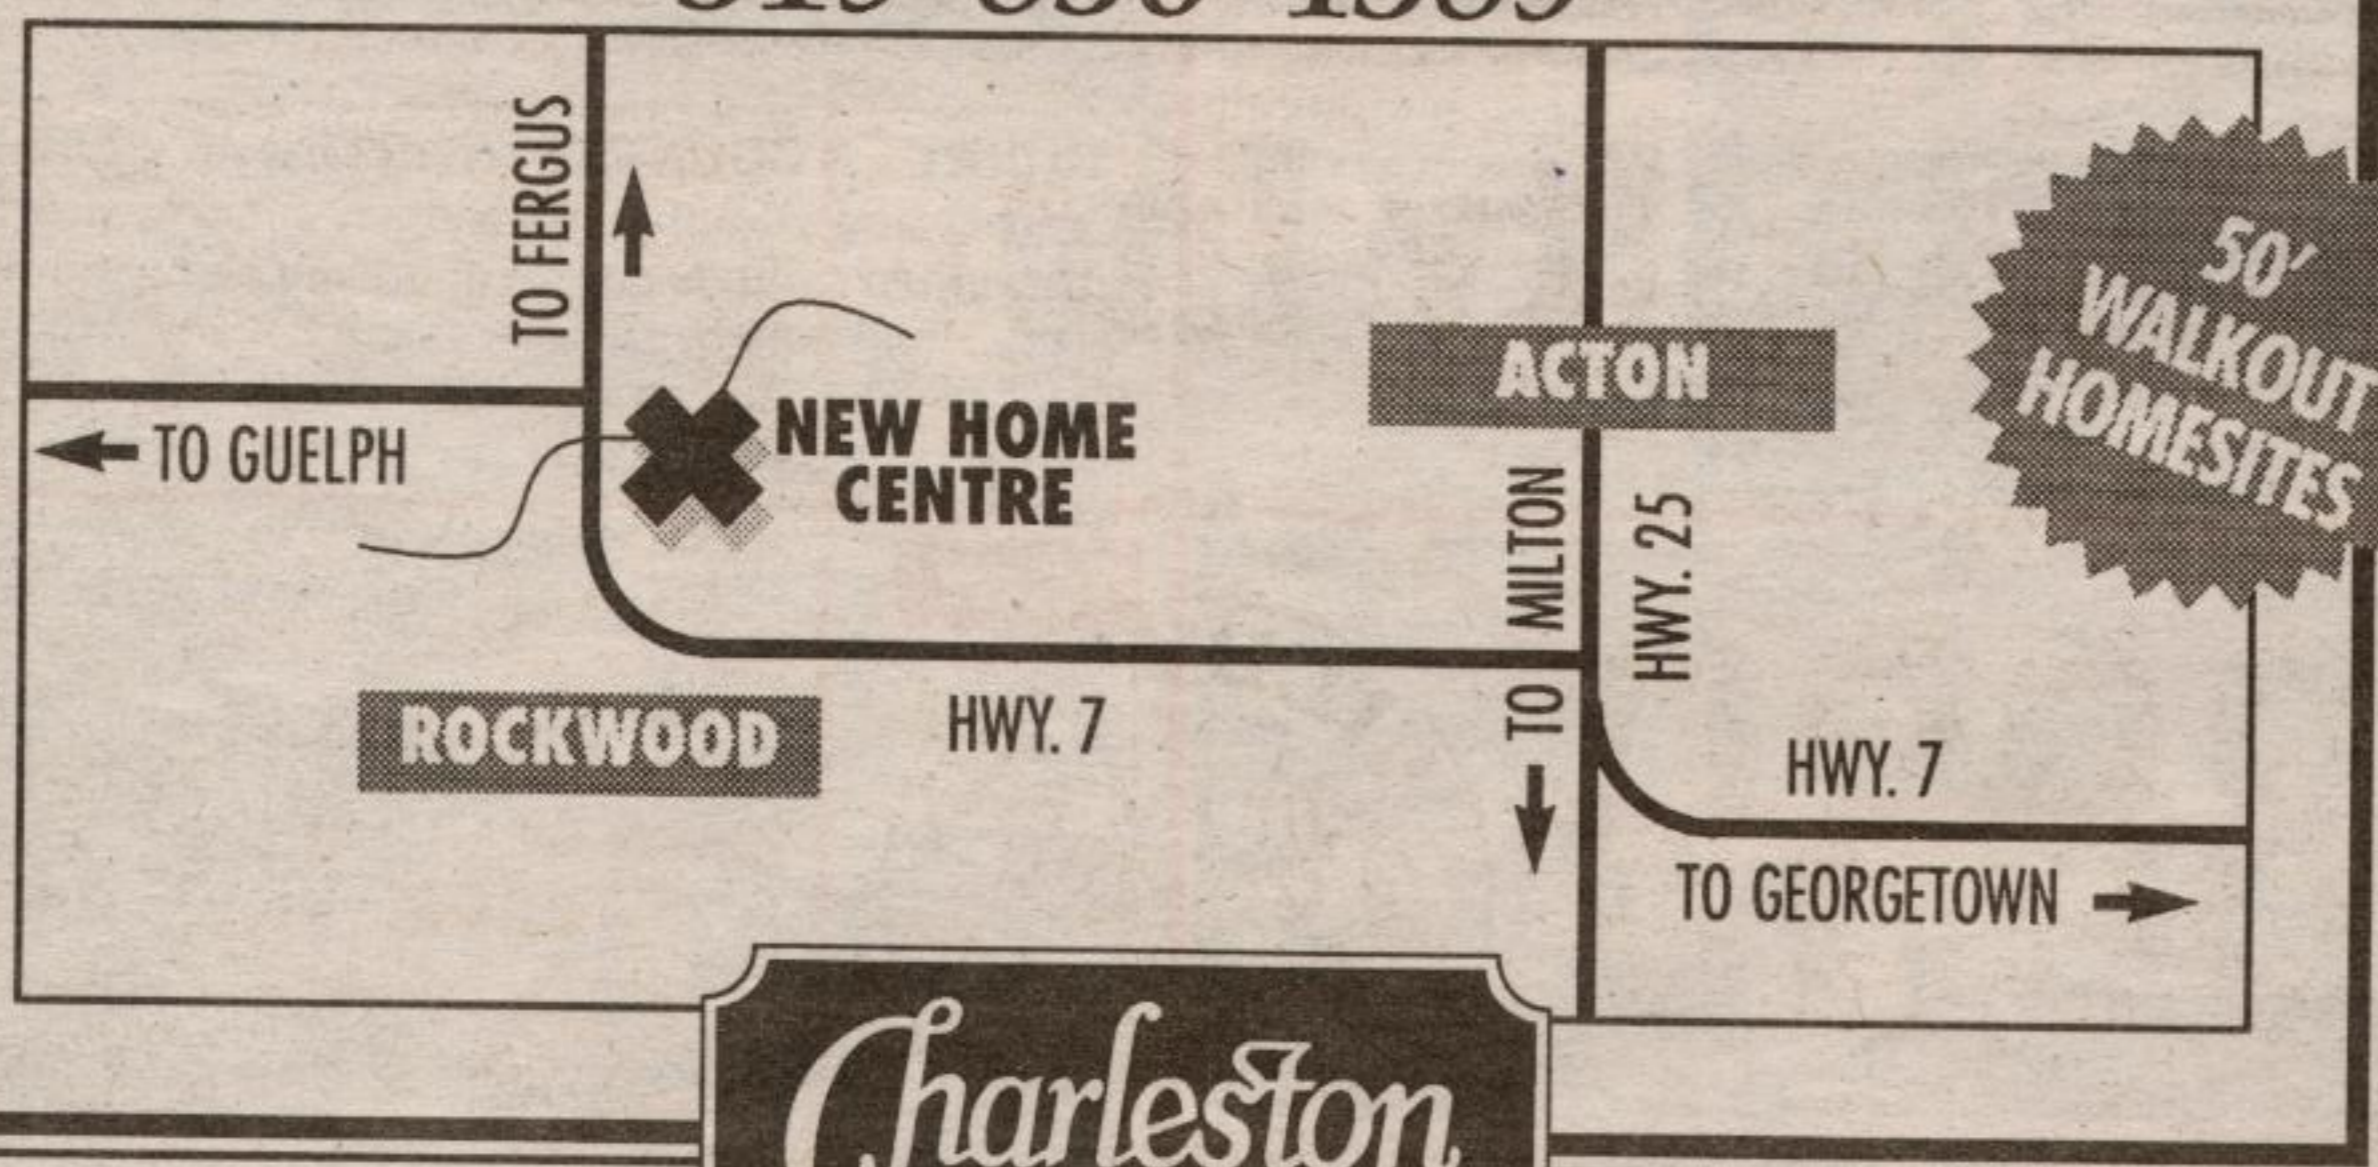 TO FERGUS
50'
WALKOUT
HOMESITES
ACTON
NEW HOME
CENTRE
TO GUELPH
TO MILTON
HWY. 25
ROCKWOOD
HWY. 7
HWY. 7
TO GEORGETOWN
Charleston